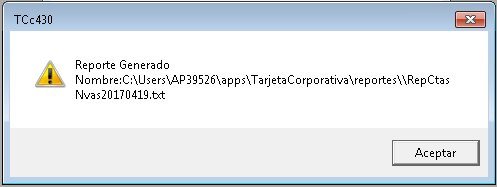 TCc430
Reporte Generado
Nombre:C:\Users\AP39526\apps\TarjetaCorporativa\reportes\\RepCtas
Nvas20170419.txt
Aceptar